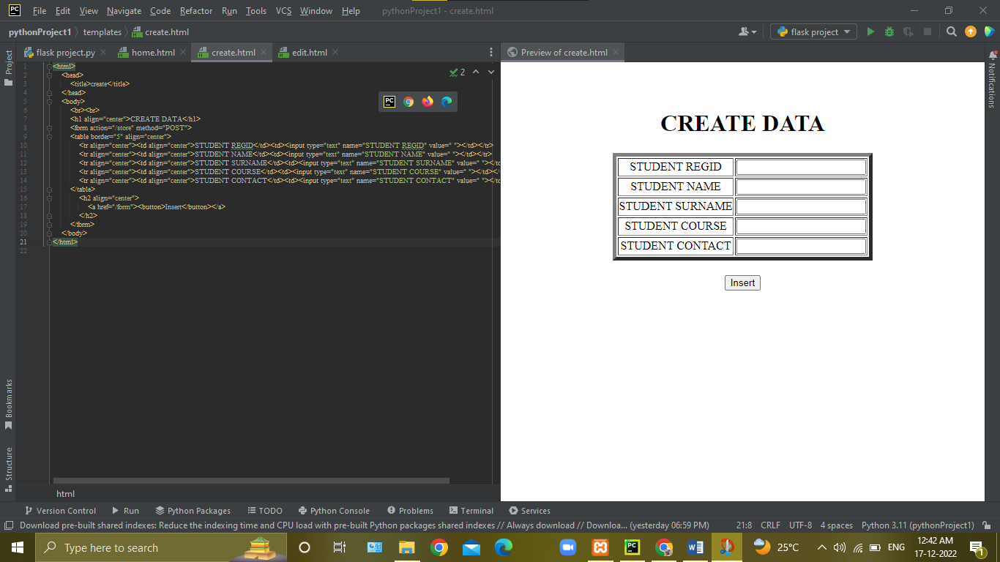 PC File Edit View Navigate Code Refactor Run Tools VCS Window Help pythonProject1 - create.html
pythonProject1 templates create.html flask project
Project
flask project.py home.html create.html edit.html
Preview of create.html
Notifications
2
PC
1 <html>
2 <head>
3 <title>create</title>
4 </head>
5 <body>
6 <br><br>
7 <h1 align="center">CREATE DATA</h1>
8 <form action="/store" method="POST">
9 <table border="5" align="center">
10 <tr align="center"><td align="center">STUDENT REGID</td><td><input type="text" name="STUDENT REGID" value=" "></td></tr>
11 <tr align="center"><td align="center">STUDENT NAME</td><td><input type="text" name="STUDENT NAME" value=" "></td></tr>
12 <tr align="center"><td align="center">STUDENT SURNAME</td><td><input type="text" name="STUDENT SURNAME" value=" "></td
13 <tr align="center"><td align="center">STUDENT COURSE</td><td><input type="text" name="STUDENT COURSE" value=" "></td></
14 <tr align="center"><td align="center">STUDENT CONTACT</td><td><input type="text" name="STUDENT CONTACT" value=" "></td
15 </table>
16 <h2 align="center">
17 <a href="/form"><button>Insert</button></a>
18 </h2>
19 </form>
20 </body>
21 </html>
22
CREATE DATA
STUDENT REGID
STUDENT NAME
STUDENT SURNAME
STUDENT COURSE
STUDENT CONTACT
Insert
Bookmarks
Structure
html
Version Control Run Python Packages TODO Python Console Problems Terminal Services
Download pre-built shared indexes: Reduce the indexing time and CPU load with pre-built Python packages shared indexes // Always download // Downloa... (yesterday 06:59 PM) 21:8 CRLF UTF-8 4 spaces Python 3.11 (pythonProject1)
Type here to search
PC
W
25°C
ENG
12:42 AM
17-12-2022
1